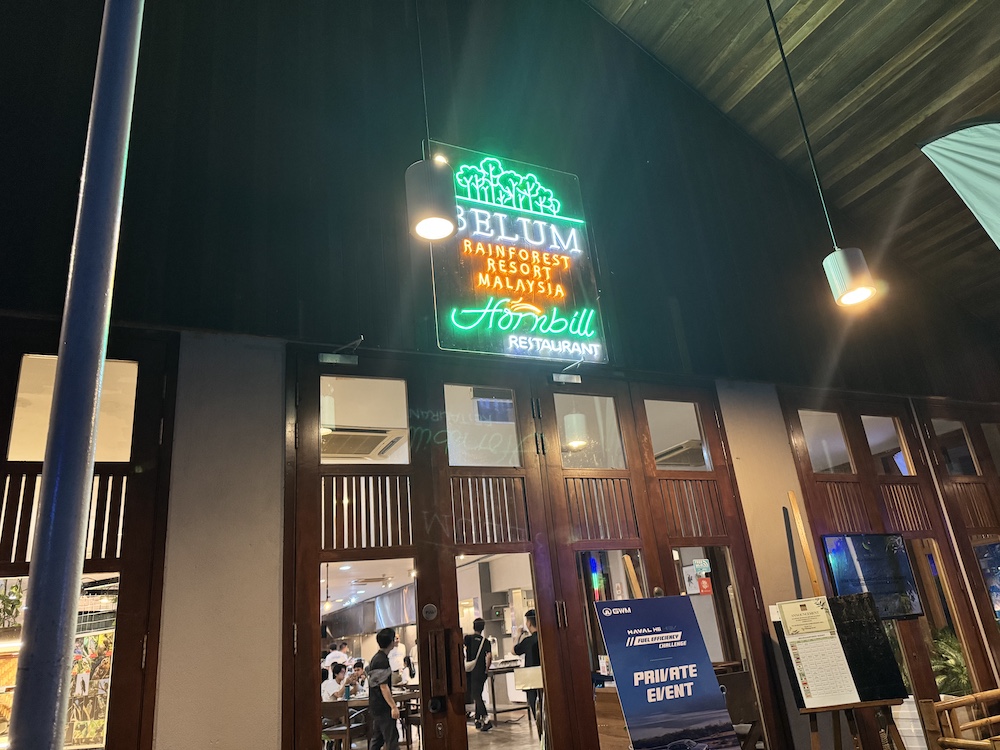 BELUM
RAINFOREST
RESORT
MALAYSIA
Hornbill
RESTAURANT
GWM
HAVAL H6
FUEL EFFICIENCY
CHALLENGE
PRIVATE
EVENT